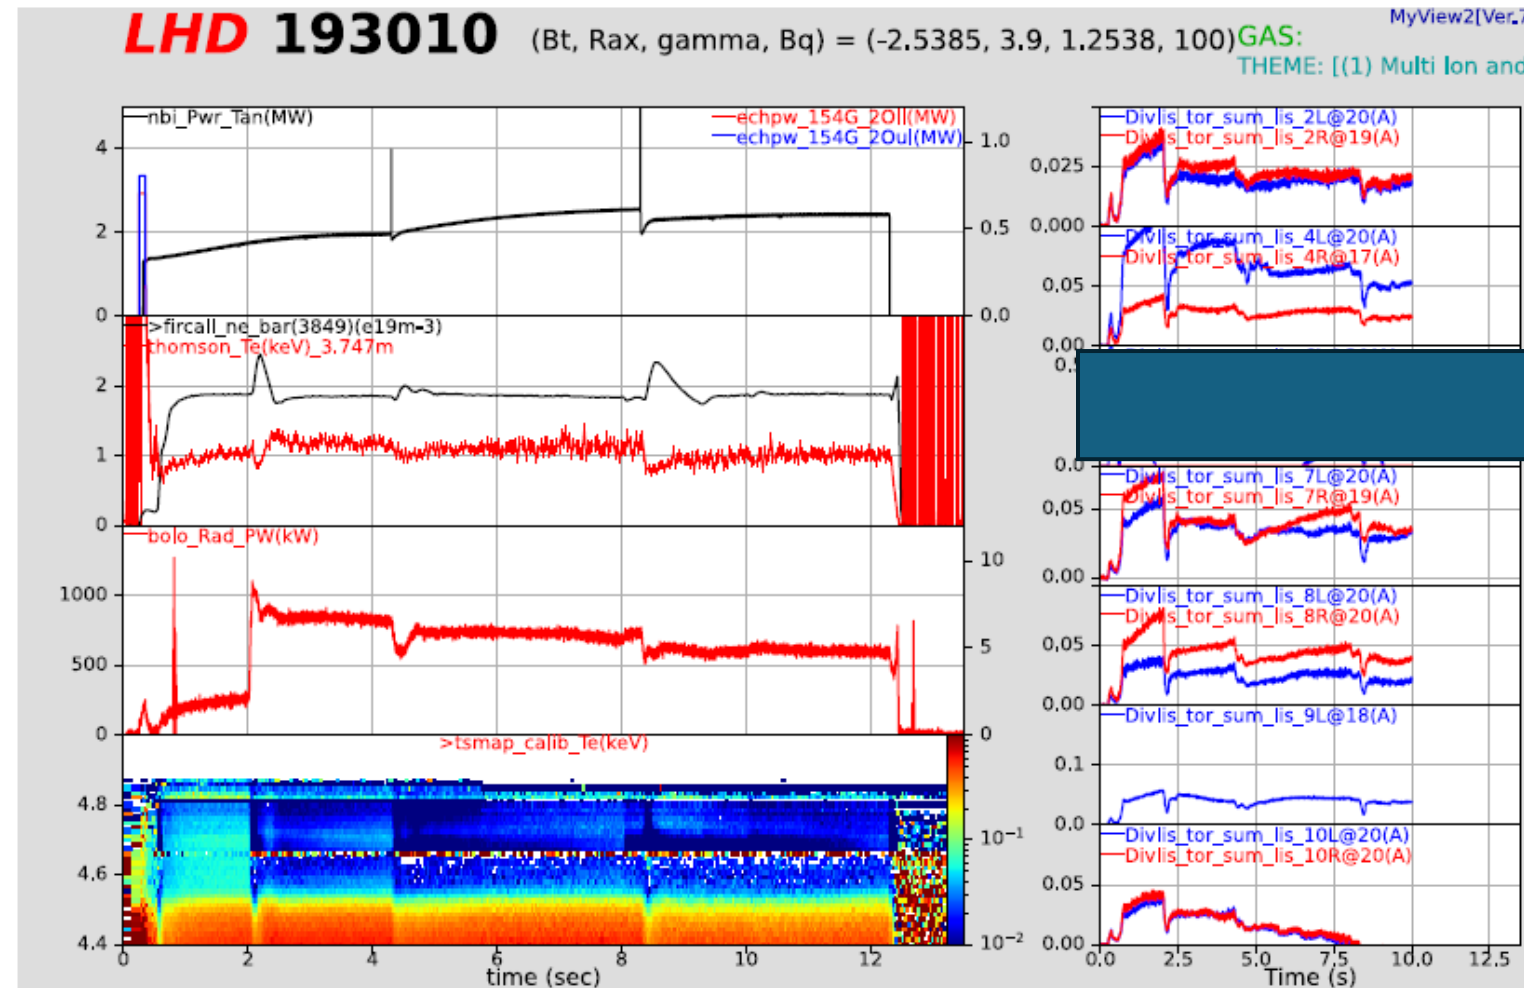 MyView2[Ver.7
LHD 193010 (Bt, Rax, gamma, Bq) = (-2.5385, 3.9, 1.2538, 100) GAS:
THEME: [(1) Multi Ion and
nbi_Pwr_Tan(MW)
echpw_154G_2Oll(MW)
echpw_154G_2Oul(MW)
4
2
0
1.0
0.5
0.0
>fircall_ne_bar(3849)(e19m-3)
thomson_Te(keV)_3.747m
2
1
0
bolo_Rad_PW(kW)
1000
500
0
10
5
0
>tsmap_calib_Te(keV)
4.8
4.6
4.4
10-1
10-2
0 2 4 6 8 10 12
time (sec)
Divlis_tor_sum_lis_2L@20(A)
Divlis_tor_sum_lis_2R@19(A)
0.025
0.000
Divlis_tor_sum_lis_4L@20(A)
Divlis_tor_sum_lis_4R@17(A)
0.05
0.00
0.0
Divlis_tor_sum_lis_7L@20(A)
Divlis_tor_sum_lis_7R@19(A)
0.05
0.00
Divlis_tor_sum_lis_8L@20(A)
Divlis_tor_sum_lis_8R@20(A)
0.05
0.00
Divlis_tor_sum_lis_9L@18(A)
0.1
0.0
Divlis_tor_sum_lis_10L@20(A)
Divlis_tor_sum_lis_10R@20(A)
0.05
0.00
0.0 2.5 5.0 7.5 10.0 12.5
Time (s)